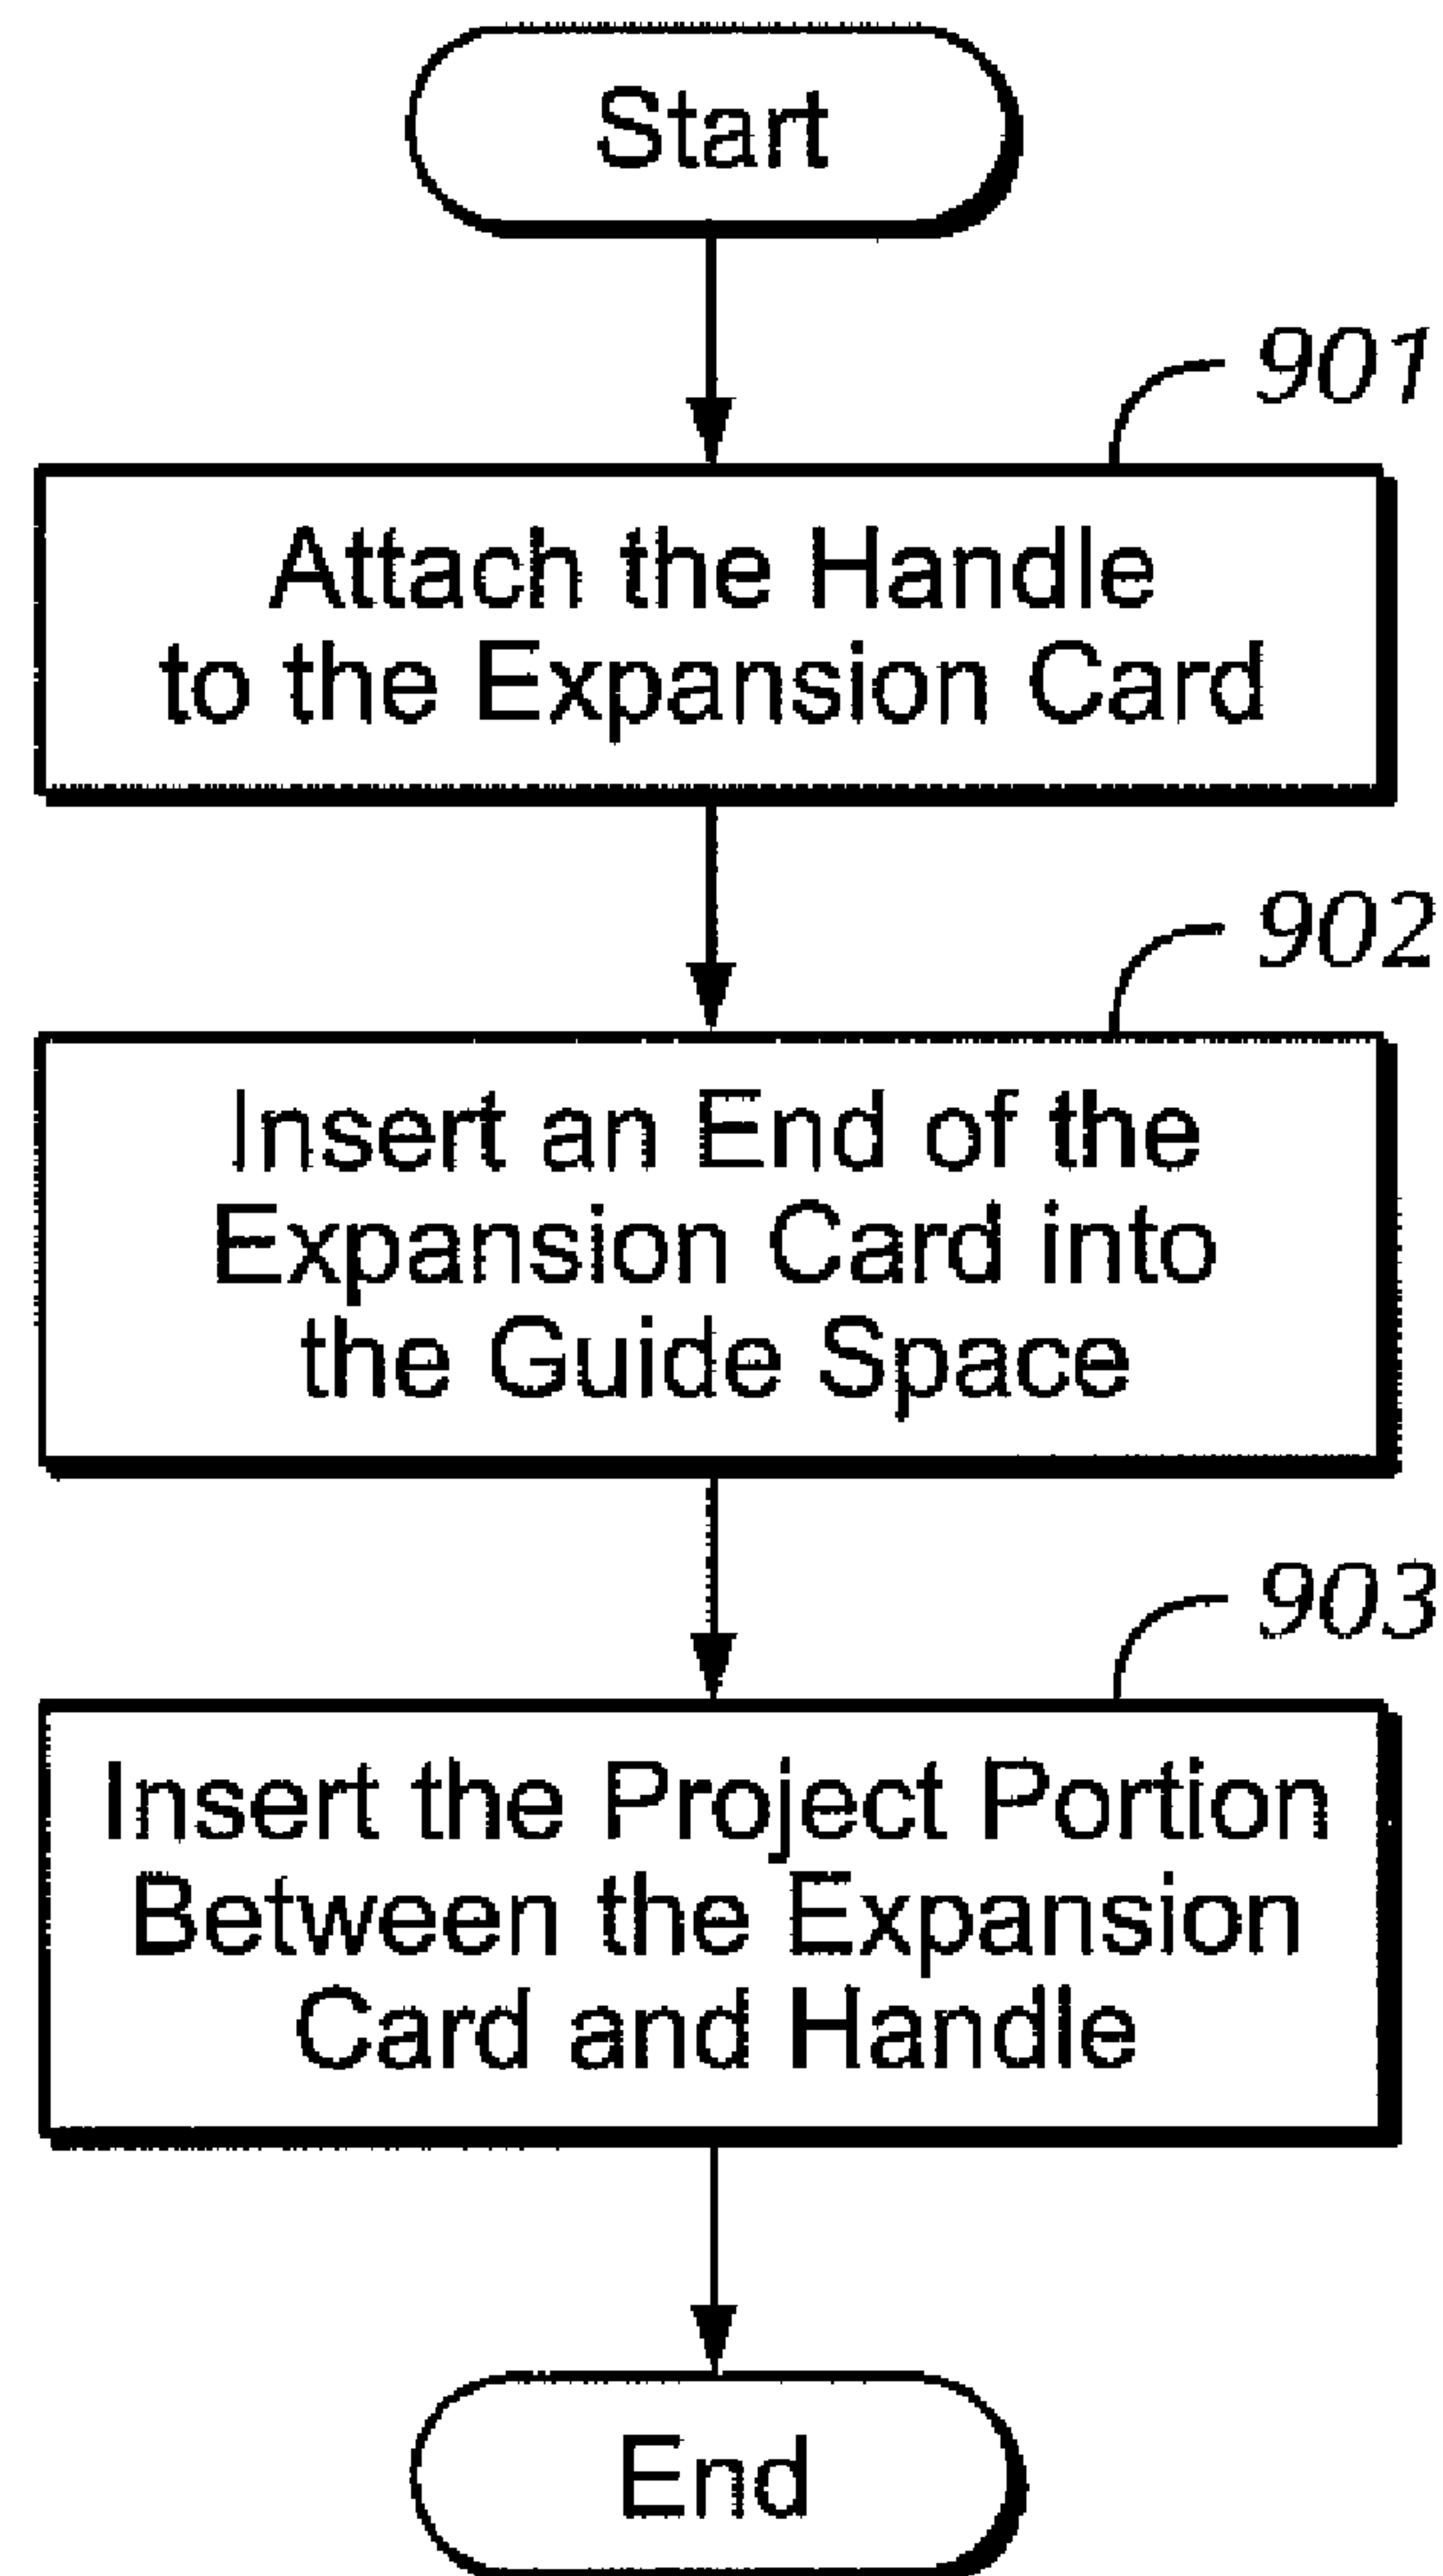 Start
901
Attach the Handle
to the Expansion Card
902
Insert an End of the
Expansion Card into
the Guide Space
903
Insert the Project Portion
Between the Expansion
Card and Handle
End